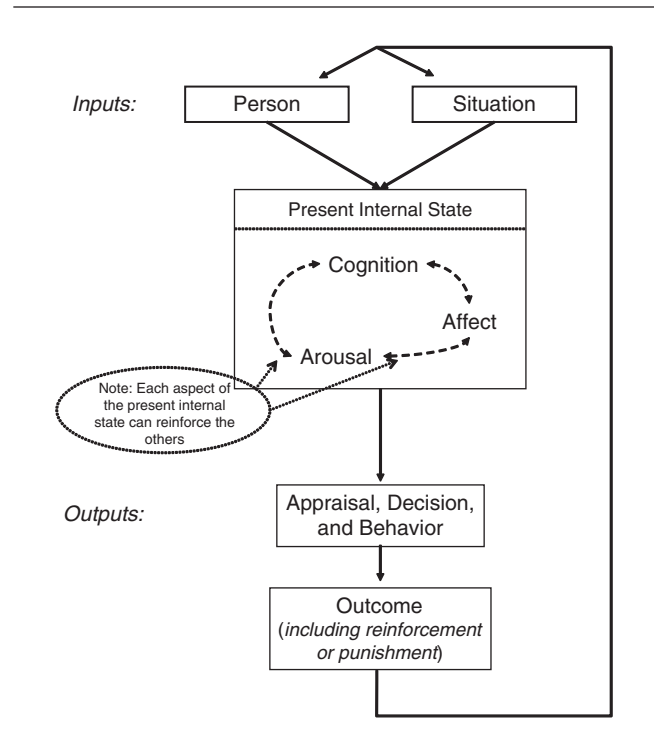 Inputs:
Person
Situation
Present Internal State
Cognition
Affect
Arousal
Note: Each aspect of
the present internal
state can reinforce the
others
Outputs:
Appraisal, Decision,
and Behavior
Outcome
(including reinforcement
or punishment)